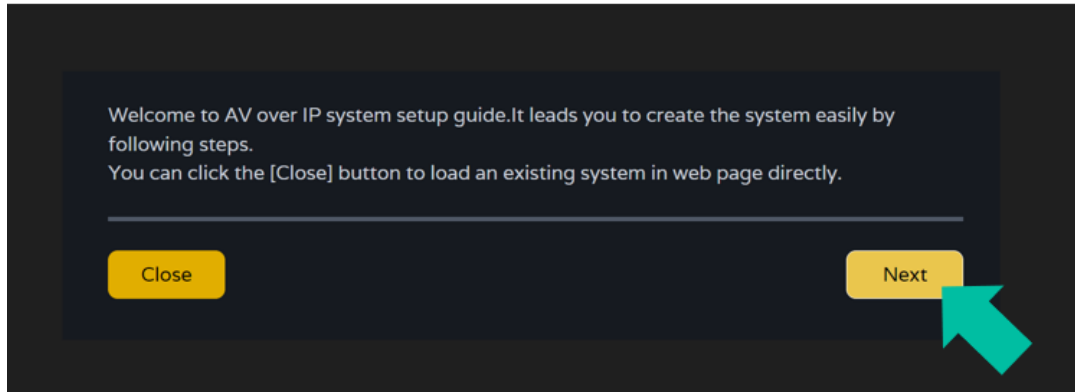 Welcome to AV over IP system setup guide.It leads you to create the system easily by
following steps.
You can click the [Close] button to load an existing system in web page directly.
Close
Next